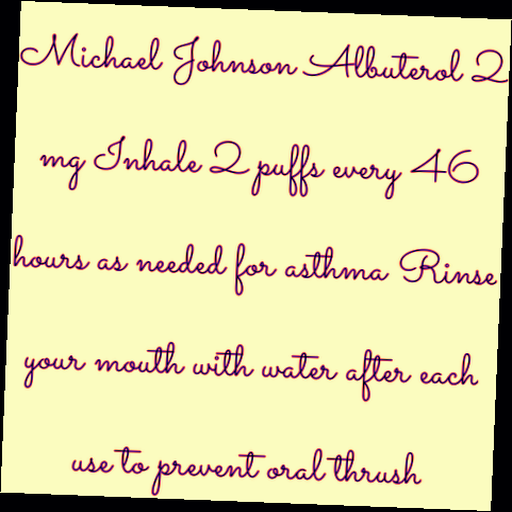 Michael Johnson Albuterol 2
mg Inhale 2 puffs every 46
hours as needed for asthma Rinse
your mouth with water after each
use to prevent oral thrush